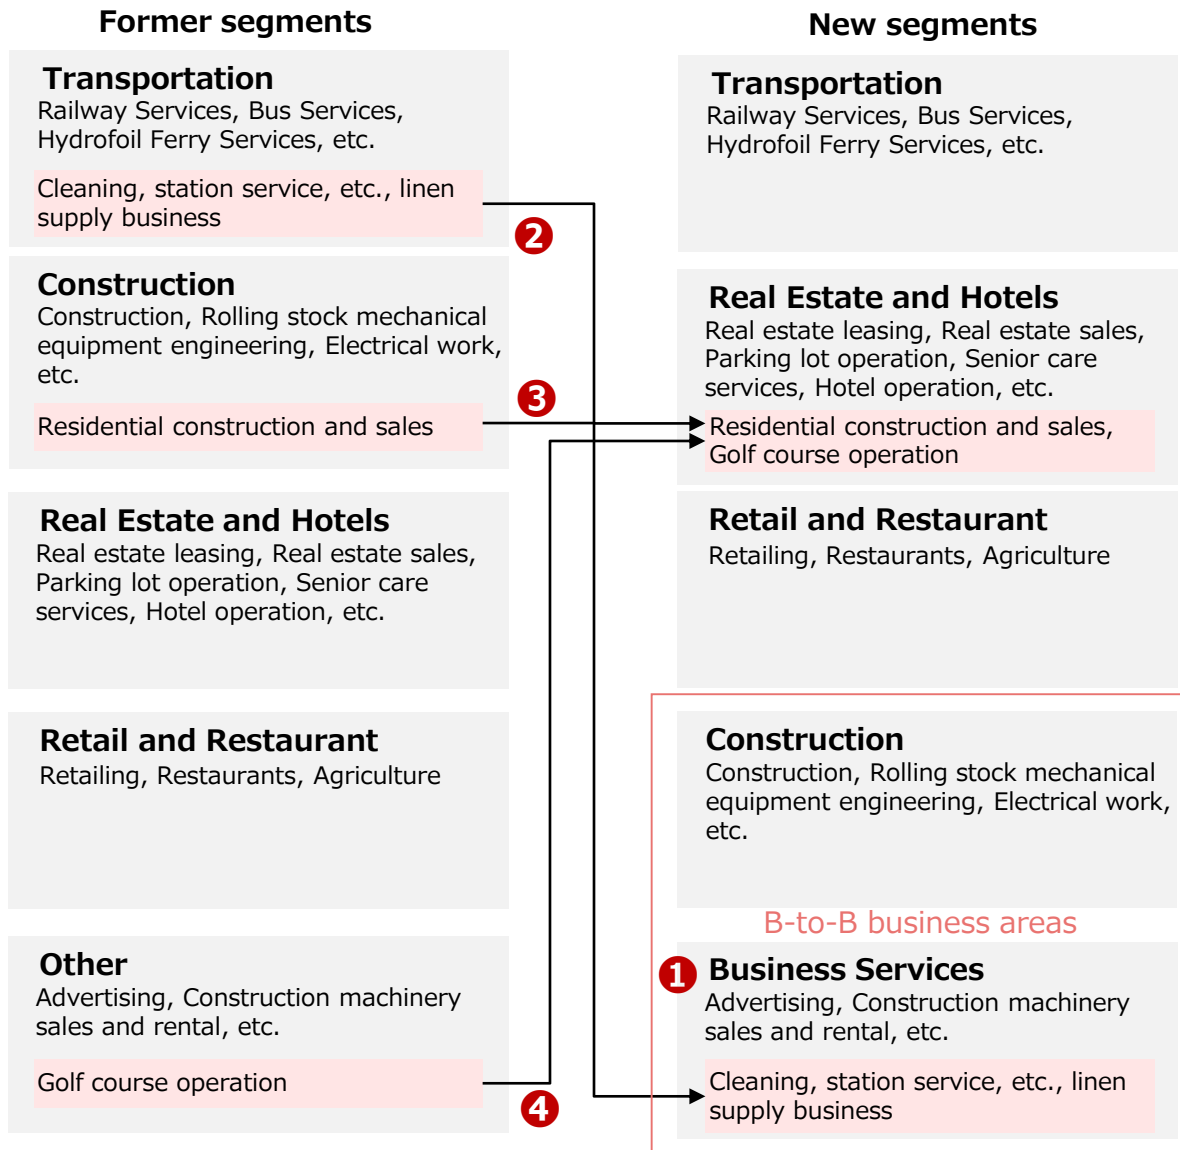 Former segments
Transportation
Railway Services, Bus Services,
Hydrofoil Ferry Services, etc.
Cleaning, station service, etc., linen
supply business
2
Construction
Construction, Rolling stock mechanical
equipment engineering, Electrical work,
etc.
3
Residential construction and sales
Real Estate and Hotels
Real estate leasing, Real estate sales,
Parking lot operation, Senior care
services, Hotel operation, etc.
Retail and Restaurant
Retailing, Restaurants, Agriculture
Other
Advertising, Construction machinery
sales and rental, etc.
Golf course operation
4
New segments
Transportation
Railway Services, Bus Services,
Hydrofoil Ferry Services, etc.
Real Estate and Hotels
Real estate leasing, Real estate sales,
Parking lot operation, Senior care
services, Hotel operation, etc.
Residential construction and sales,
Golf course operation
Retail and Restaurant
Retailing, Restaurants, Agriculture
Construction
Construction, Rolling stock mechanical
equipment engineering, Electrical work,
etc.
B-to-B business areas
1 Business Services
Advertising, Construction machinery
sales and rental, etc.
Cleaning, station service, etc., linen
supply business